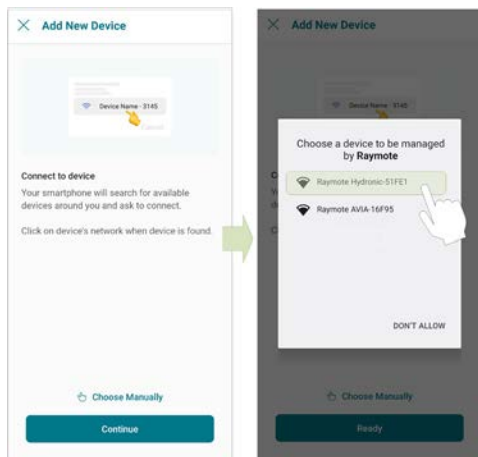 Add New Device
Device Name - 3145
Cancel
Connect to device
Your smartphone will search for available
devices around you and ask to connect.
Click on device's network when device is found.
Choose Manually
Continue
Add New Device
Device Name - 3145
Choose a device to be managed
by Raymote
Raymote Hydronic-51FE1
Raymote AVIA-16F95
DON'T ALLOW
Choose Manually
Ready